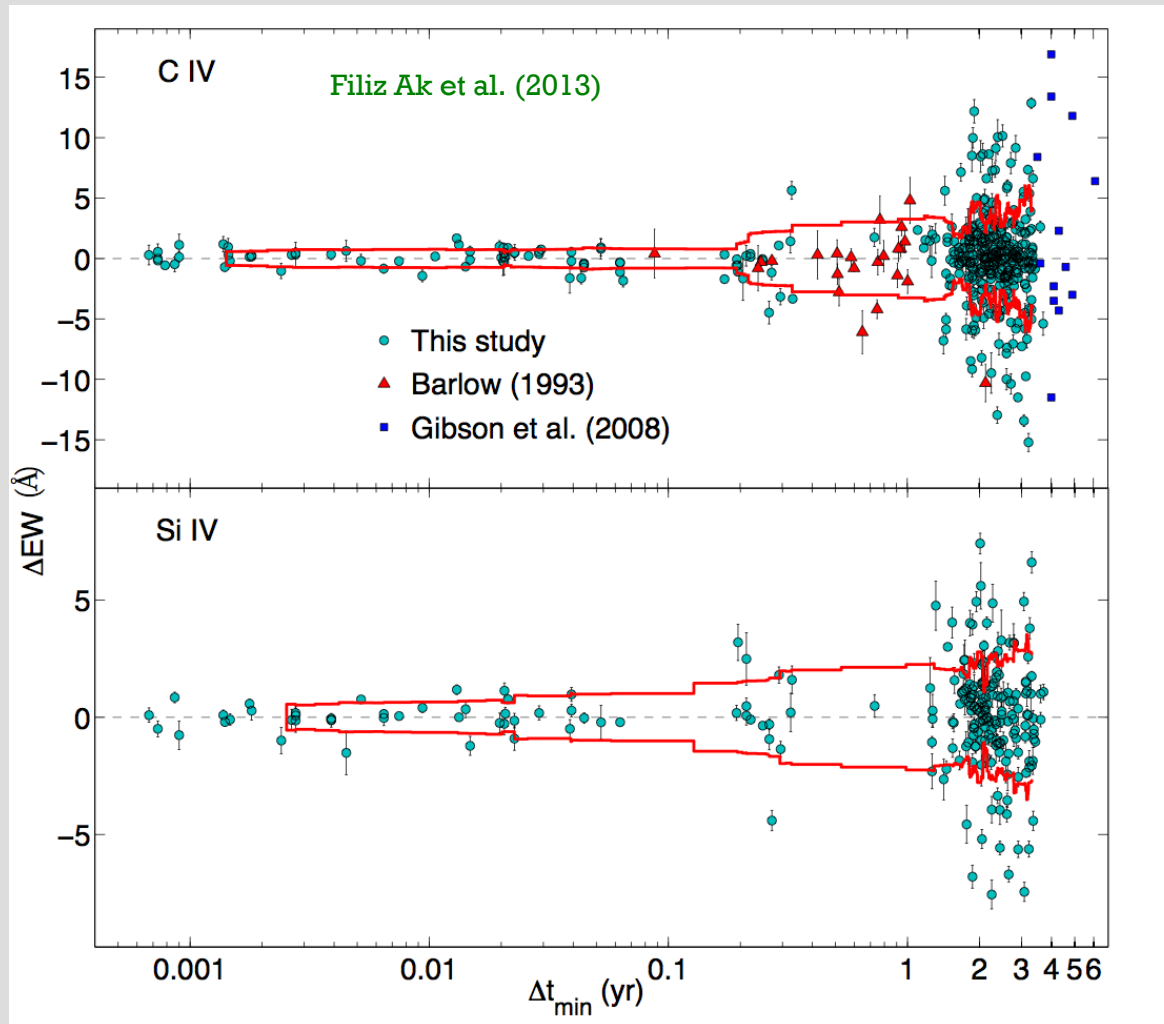 C IV
Filiz Ak et al. (2013)
15
10
5
0
−5
−10
−15
This study
Barlow (1993)
Gibson et al. (2008)
ΔEW (Å)
Si IV
5
0
−5
0.001 0.01 0.1 1 2 3 4 5 6
Δt_min (yr)